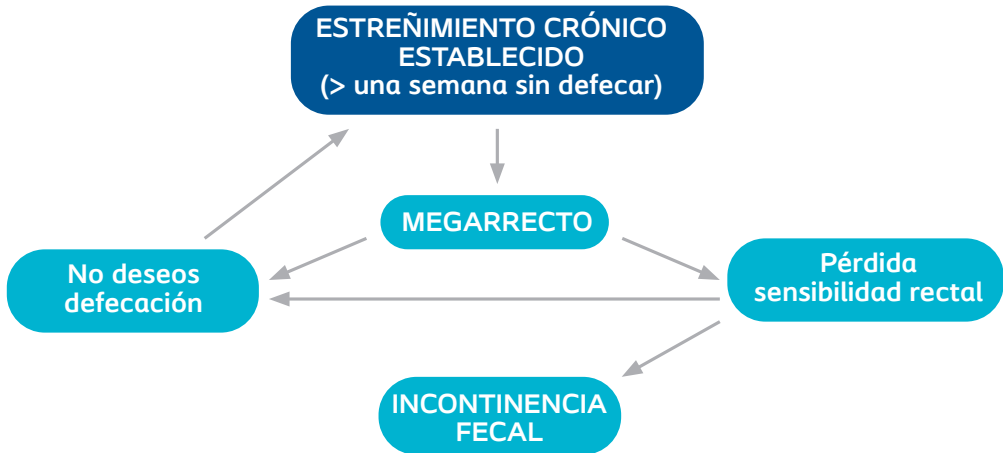 ESTREÑIMIENTO CRÓNICO
ESTABLECIDO
(> una semana sin defecar)
MEGARRECTO
No deseos
defecación
Pérdida
sensibilidad rectal
INCONTINENCIA
FECAL